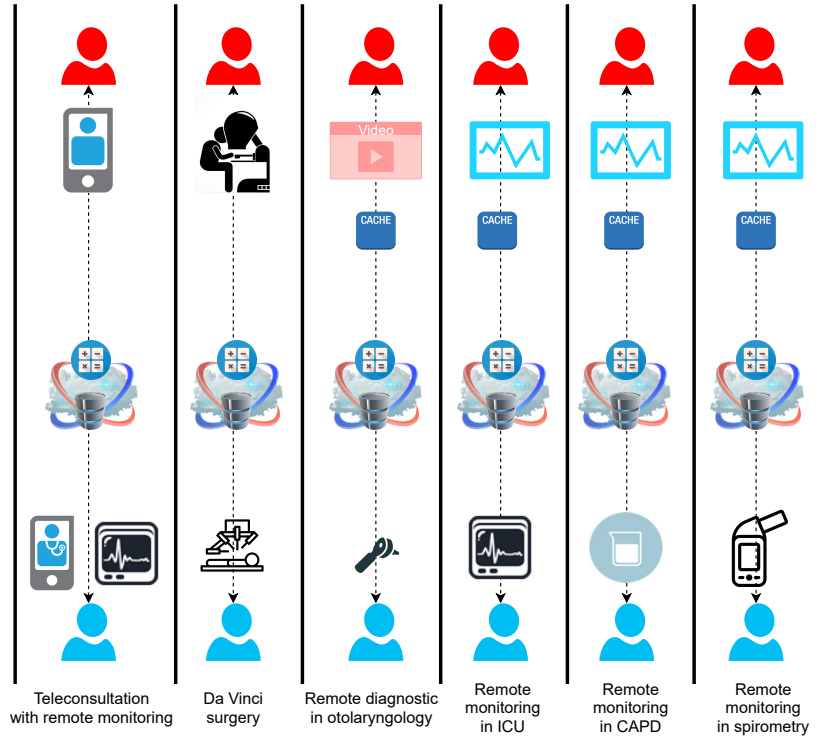 Video
CACHE
CACHE
CACHE
CACHE
Teleconsultation
with remote monitoring
Da Vinci
surgery
Remote diagnostic
in otolaryngology
Remote
monitoring
in ICU
Remote
monitoring
in CAPD
Remote
monitoring
in spirometry